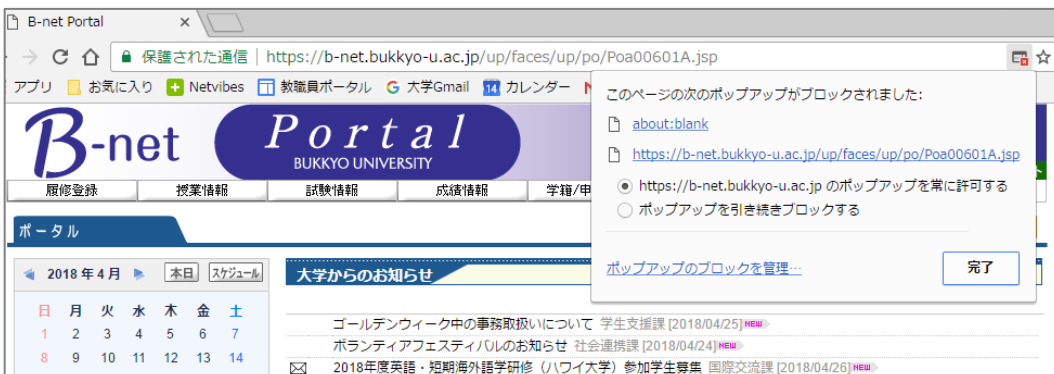 B-net Portal
保護された通信 | https://b-net.bukkyo-u.ac.jp/up/faces/up/po/Poa00601A.jsp
アプリ お気に入り Netvibes 教職員ポータル G 大学Gmail 14 カレンダー
このページの次のポップアップがブロックされました:
about:blank
https://b-net.bukkyo-u.ac.jp/up/faces/up/po/Poa00601A.jsp
https://b-net.bukkyo-u.ac.jp のポップアップを常に許可する
ポップアップを引き続きブロックする
ポップアップのブロックを管理…
完了
B-net Portal
BUKKYO UNIVERSITY
履修登録 授業情報 試験情報 成績情報 学籍/申
ポータル
2018 年 4 月 本日 スケジュール
日 月 火 水 木 金 土
1 2 3 4 5 6 7
8 9 10 11 12 13 14
大学からのお知らせ
ゴールデンウィーク中の事務取扱いについて 学生支援課 [2018/04/25] NEW
ボランティアフェスティバルのお知らせ 社会連携課 [2018/04/24] NEW
2018年度英語・短期海外語学研修(ハワイ大学)参加学生募集 国際交流課 [2018/04/26] NEW